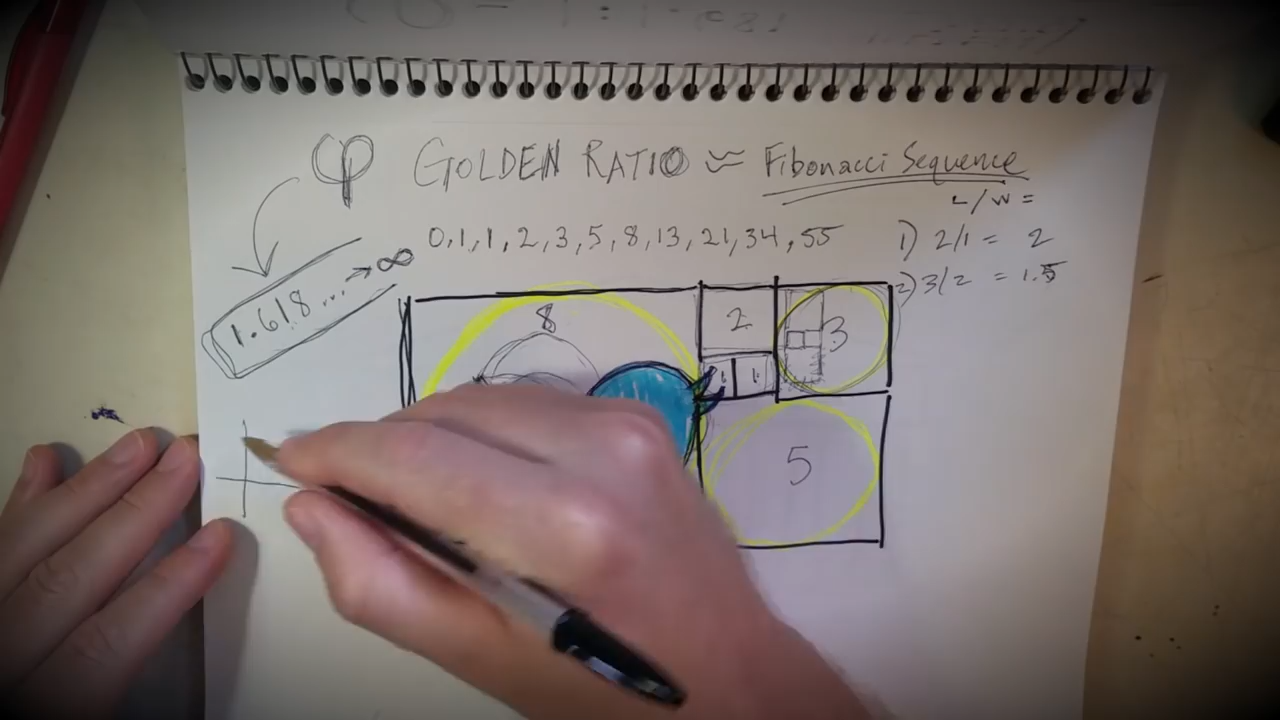 φ GOLDEN RATIO ≈ Fibonacci Sequence
L/W =
0,1,1,2,3,5,8,13,21,34,55
1) 2/1 = 2
2) 3/2 = 1.5
1.618... → ∞
8
2
3
1
1
5